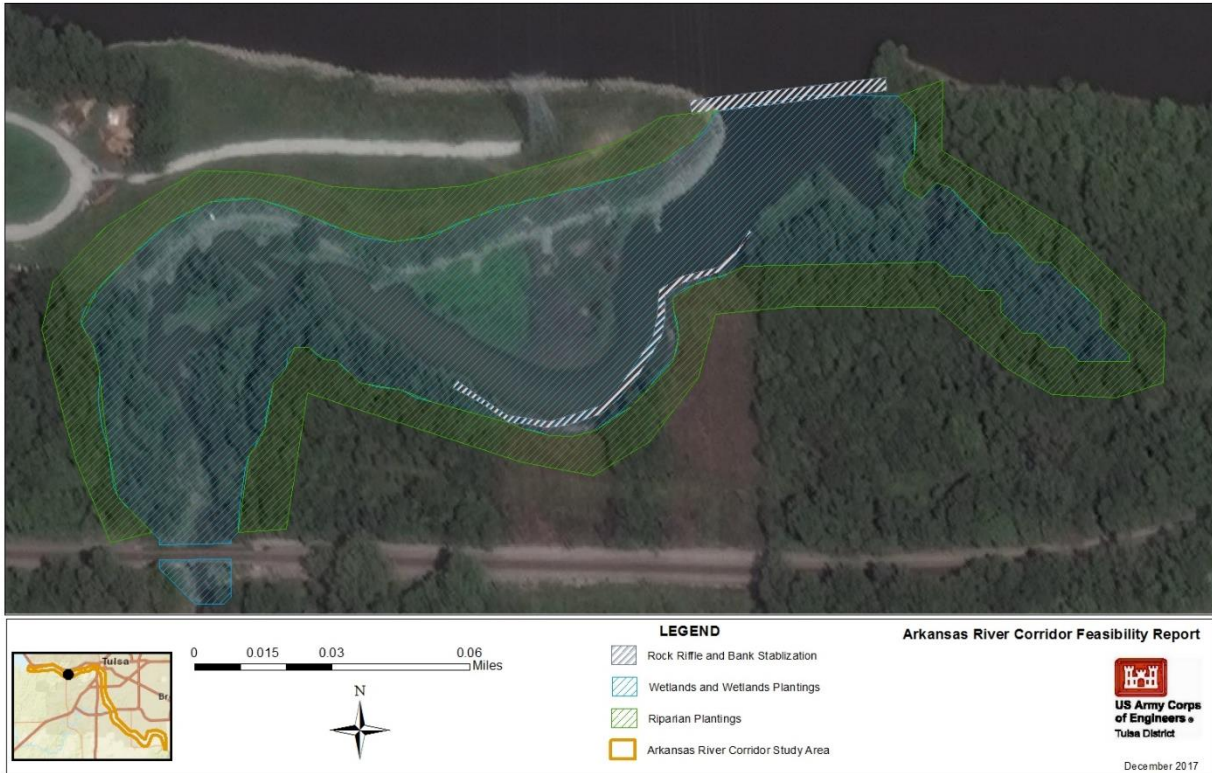 Tulsa
Br
0 0.015 0.03 0.06
Miles
N
LEGEND
Rock Riffle and Bank Stablization
Wetlands and Wetlands Plantings
Riparian Plantings
Arkansas River Corridor Study Area
Arkansas River Corridor Feasibility Report
US Army Corps
of Engineers ®
Tulsa District
December 2017